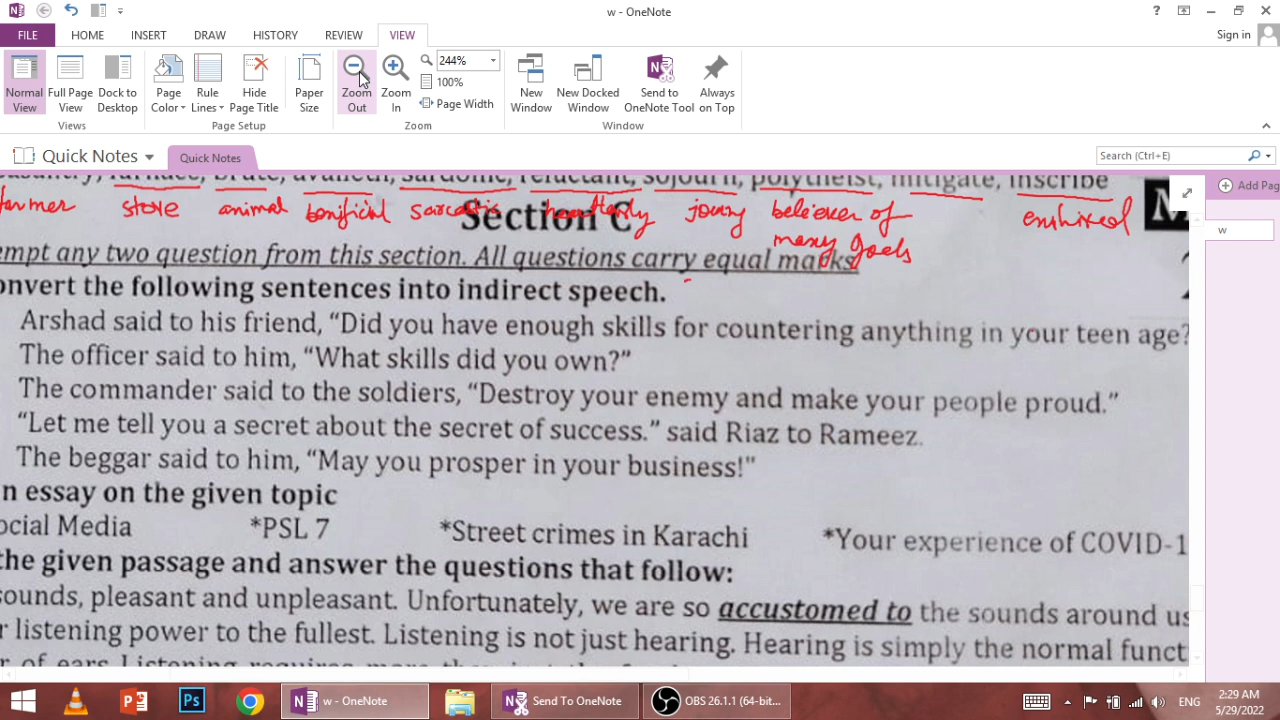 w - OneNote
FILE HOME INSERT DRAW HISTORY REVIEW VIEW
Sign in
Normal View Full Page View Dock to Desktop Page Color Rule Lines Hide Page Title Paper Size Zoom Out Zoom In 244% 100% Page Width New Window New Docked Window Send to OneNote Tool Always on Top
Views Page Setup Zoom Window
Quick Notes Quick Notes Search (Ctrl+E)
sardonic, reluctant, sojourn, polytheist, mitigate, inscribe
Add Pag
w
farmer stove animal sarcastic believer of
many
Section C
empt any two question from this section. All questions carry equal marks.
onvert the following sentences into indirect speech.
Arshad said to his friend, “Did you have enough skills for countering anything in your teen age?
The officer said to him, “What skills did you own?”
The commander said to the soldiers, “Destroy your enemy and make your people proud.”
“Let me tell you a secret about the secret of success.” said Riaz to Rameez.
The beggar said to him, “May you prosper in your business!”
n essay on the given topic
ocial Media *PSL 7 *Street crimes in Karachi *Your experience of COVID-1
the given passage and answer the questions that follow:
sounds, pleasant and unpleasant. Unfortunately, we are so accustomed to the sounds around us
r listening power to the fullest. Listening is not just hearing. Hearing is simply the normal funct
w - OneNote Send To OneNote OBS 26.1.1 (64-bit... ENG 2:29 AM
5/29/2022